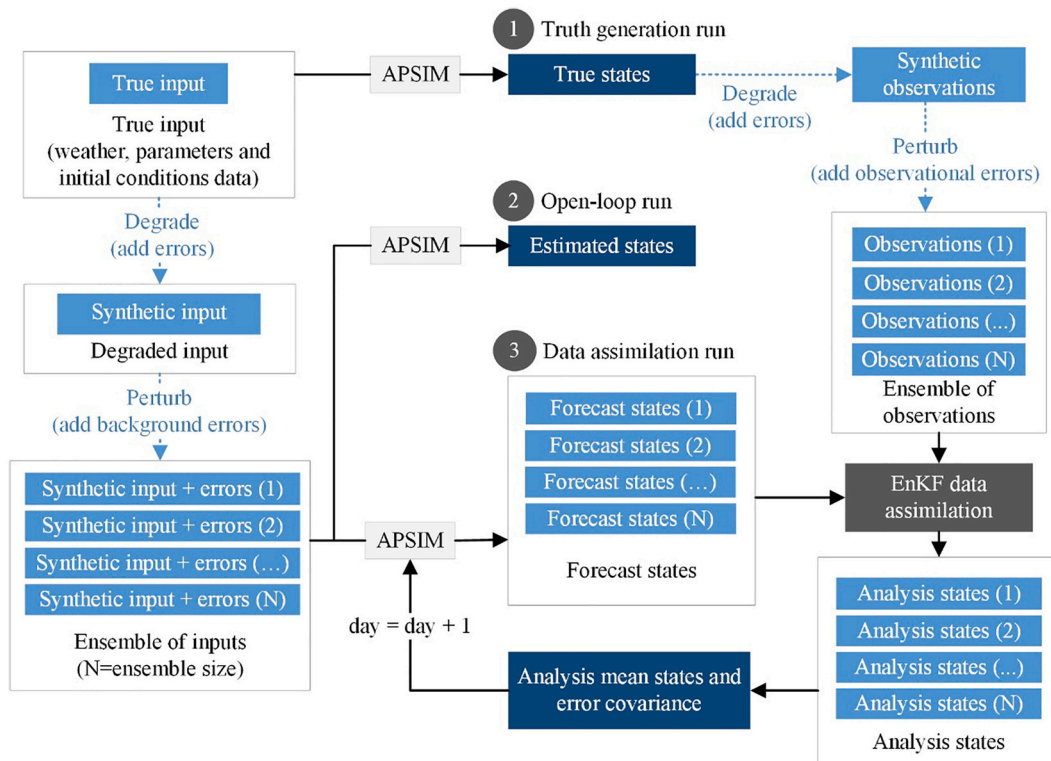 1 Truth generation run
True input
APSIM
True states
Synthetic
observations
True input
(weather, parameters and
initial conditions data)
Degrade
(add errors)
Perturb
(add observational errors)
Degrade
(add errors)
2 Open-loop run
APSIM
Estimated states
Observations (1)
Observations (2)
Observations (...)
Observations (N)
Ensemble of
observations
Synthetic input
Degraded input
Perturb
(add background errors)
3 Data assimilation run
Forecast states (1)
Forecast states (2)
Forecast states (…)
Forecast states (N)
Forecast states
Synthetic input + errors (1)
Synthetic input + errors (2)
Synthetic input + errors (…)
Synthetic input + errors (N)
Ensemble of inputs
(N=ensemble size)
APSIM
EnKF data
assimilation
day = day + 1
Analysis mean states and
error covariance
Analysis states (1)
Analysis states (2)
Analysis states (...)
Analysis states (N)
Analysis states